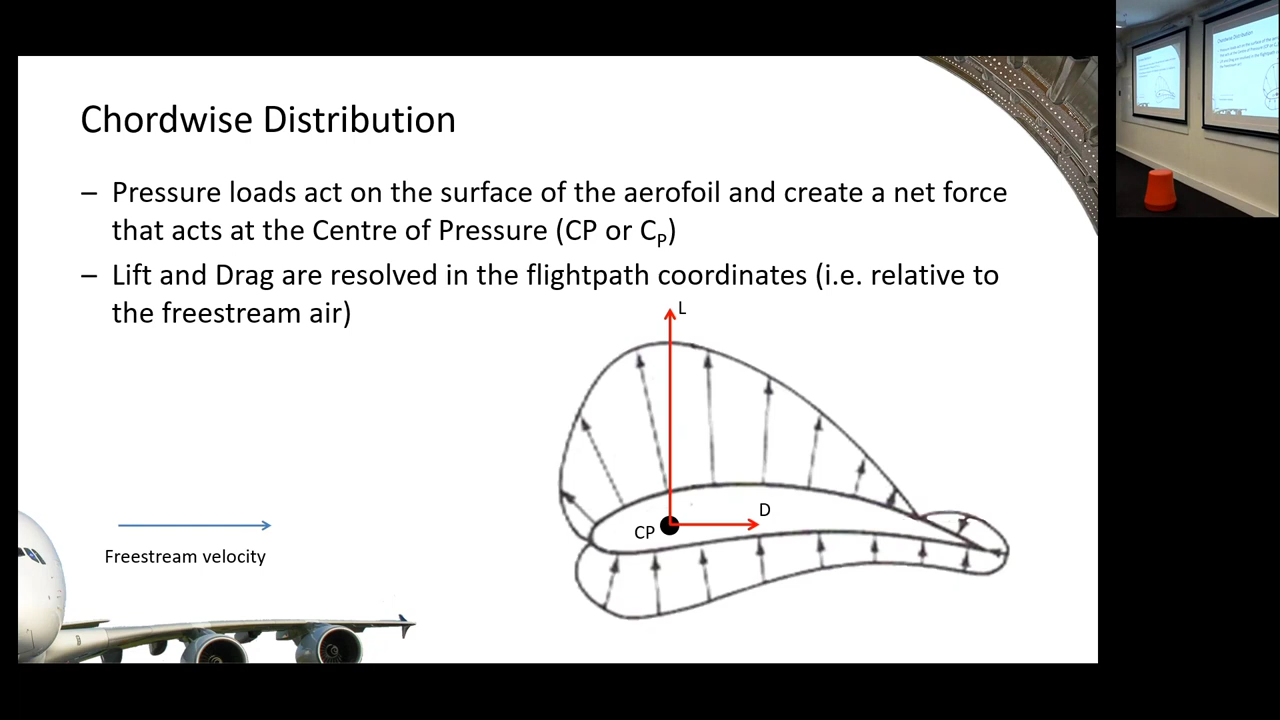 Chordwise Distribution
– Pressure loads act on the surface of the aerofoil and create a net force
that acts at the Centre of Pressure (CP or CP)
– Lift and Drag are resolved in the flightpath coordinates (i.e. relative to
the freestream air)
L
D
CP
Freestream velocity
Chordwise Distribution